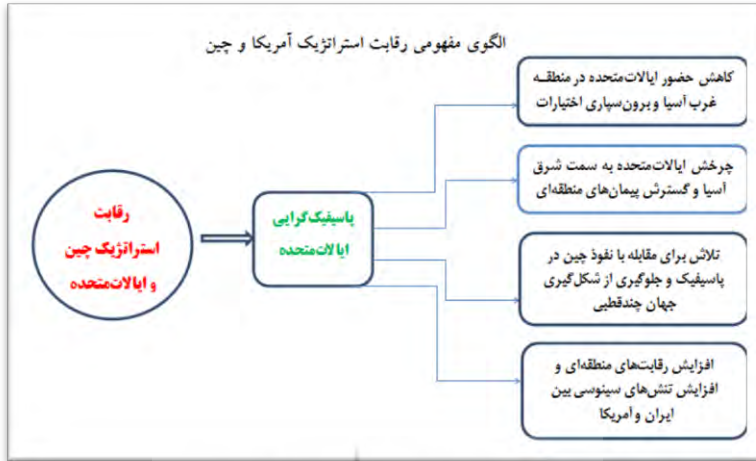 الگوی مفهومی رقابت استراتژیک آمریکا و چین
رقابت
استراتژیک چین
و ایالات‌متحده
پاسیفیک‌گرایی
ایالات‌متحده
کاهش حضور ایالات‌متحده در منطقه
غرب آسیا و برون‌سپاری اختیارات
چرخش ایالات‌متحده به سمت شرق
آسیا و گسترش پیمان‌های منطقه‌ای
تلاش برای مقابله با نفوذ چین در
پاسیفیک و جلوگیری از شکل‌گیری
جهان چندقطبی
افزایش رقابت‌های منطقه‌ای و
افزایش تنش‌های سینوسی بین
ایران و آمریکا